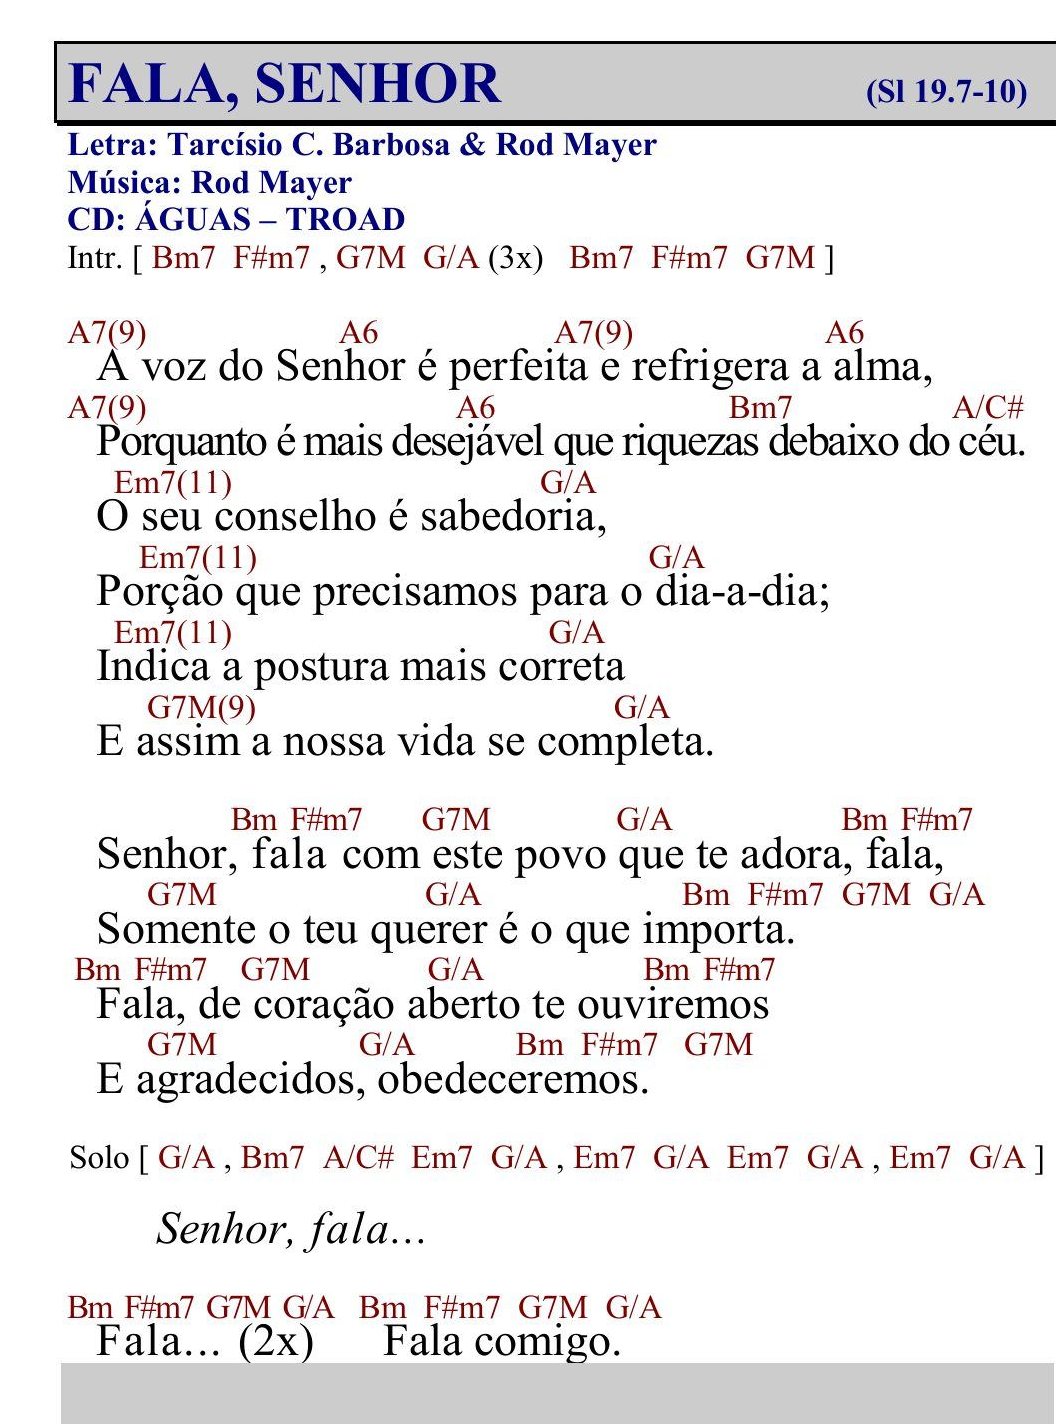 FALA, SENHOR (Sl 19.7-10)
Letra: Tarcísio C. Barbosa & Rod Mayer
Música: Rod Mayer
CD: ÁGUAS – TROAD
Intr. [ Bm7 F#m7 , G7M G/A (3x) Bm7 F#m7 G7M ]
A7(9) A6 A7(9) A6
A voz do Senhor é perfeita e refrigera a alma,
A7(9) A6 Bm7 A/C#
Porquanto é mais desejável que riquezas debaixo do céu.
Em7(11) G/A
O seu conselho é sabedoria,
Em7(11) G/A
Porção que precisamos para o dia-a-dia;
Em7(11) G/A
Indica a postura mais correta
G7M(9) G/A
E assim a nossa vida se completa.
Bm F#m7 G7M G/A Bm F#m7
Senhor, fala com este povo que te adora, fala,
G7M G/A Bm F#m7 G7M G/A
Somente o teu querer é o que importa.
Bm F#m7 G7M G/A Bm F#m7
Fala, de coração aberto te ouviremos
G7M G/A Bm F#m7 G7M
E agradecidos, obedeceremos.
Solo [ G/A , Bm7 A/C# Em7 G/A , Em7 G/A Em7 G/A , Em7 G/A ]
Senhor, fala...
Bm F#m7 G7M G/A Bm F#m7 G7M G/A
Fala... (2x) Fala comigo.